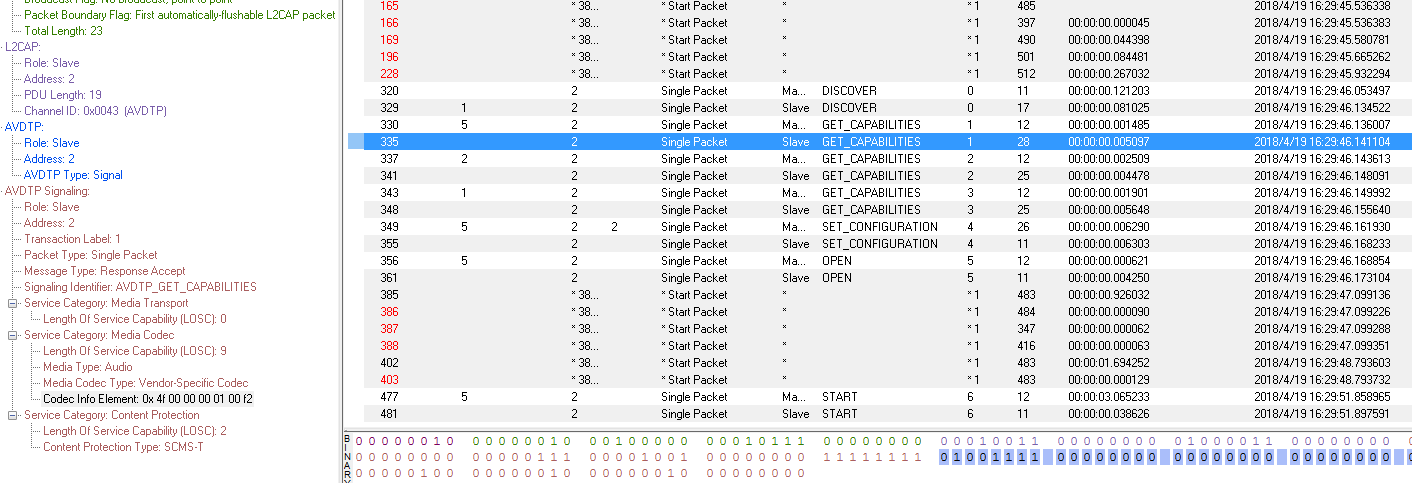 Broadcast Flag: No broadcast, point to point
Packet Boundary Flag: First automatically-flushable L2CAP packet
Total Length: 23
L2CAP:
Role: Slave
Address: 2
PDU Length: 19
Channel ID: 0x0043 (AVDTP)
AVDTP:
Role: Slave
Address: 2
AVDTP Type: Signal
AVDTP Signaling:
Role: Slave
Address: 2
Transaction Label: 1
Packet Type: Single Packet
Message Type: Response Accept
Signaling Identifier: AVDTP_GET_CAPABILITIES
Service Category: Media Transport
Length Of Service Capability (LOSC): 0
Service Category: Media Codec
Length Of Service Capability (LOSC): 9
Media Type: Audio
Media Codec Type: Vendor-Specific Codec
Codec Info Element: 0x 4f 00 00 00 01 00 f2
Service Category: Content Protection
Length Of Service Capability (LOSC): 2
Content Protection Type: SCMS-T
165 * 38... * Start Packet * * 1 485 2018/4/19 16:29:45.536338
166 * 38... * Start Packet * * 1 397 00:00:00.000045 2018/4/19 16:29:45.536383
169 * 38... * Start Packet * * 1 490 00:00:00.044398 2018/4/19 16:29:45.580781
196 * 38... * Start Packet * * 1 501 00:00:00.084481 2018/4/19 16:29:45.665262
228 * 38... * Start Packet * * 1 512 00:00:00.267032 2018/4/19 16:29:45.932294
320 2 Single Packet Ma... DISCOVER 0 11 00:00:00.121203 2018/4/19 16:29:46.053497
329 1 2 Single Packet Slave DISCOVER 0 17 00:00:00.081025 2018/4/19 16:29:46.134522
330 5 2 Single Packet Ma... GET_CAPABILITIES 1 12 00:00:00.001485 2018/4/19 16:29:46.136007
335 2 Single Packet Slave GET_CAPABILITIES 1 28 00:00:00.005097 2018/4/19 16:29:46.141104
337 2 2 Single Packet Ma... GET_CAPABILITIES 2 12 00:00:00.002509 2018/4/19 16:29:46.143613
341 2 Single Packet Slave GET_CAPABILITIES 2 25 00:00:00.004478 2018/4/19 16:29:46.148091
343 1 2 Single Packet Ma... GET_CAPABILITIES 3 12 00:00:00.001901 2018/4/19 16:29:46.149992
348 2 Single Packet Slave GET_CAPABILITIES 3 25 00:00:00.005648 2018/4/19 16:29:46.155640
349 5 2 2 Single Packet Ma... SET_CONFIGURATION 4 26 00:00:00.006290 2018/4/19 16:29:46.161930
355 2 Single Packet Slave SET_CONFIGURATION 4 11 00:00:00.006303 2018/4/19 16:29:46.168233
356 5 2 Single Packet Ma... OPEN 5 12 00:00:00.000621 2018/4/19 16:29:46.168854
361 2 Single Packet Slave OPEN 5 11 00:00:00.004250 2018/4/19 16:29:46.173104
385 * 38... * Start Packet * * 1 483 00:00:00.926032 2018/4/19 16:29:47.099136
386 * 38... * Start Packet * * 1 484 00:00:00.000090 2018/4/19 16:29:47.099226
387 * 38... * Start Packet * * 1 347 00:00:00.000062 2018/4/19 16:29:47.099288
388 * 38... * Start Packet * * 1 416 00:00:00.000063 2018/4/19 16:29:47.099351
402 * 38... * Start Packet * * 1 483 00:00:01.694252 2018/4/19 16:29:48.793603
403 * 38... * Start Packet * * 1 483 00:00:00.000129 2018/4/19 16:29:48.793732
477 5 2 Single Packet Ma... START 6 12 00:00:03.065233 2018/4/19 16:29:51.858965
481 2 Single Packet Slave START 6 11 00:00:00.038626 2018/4/19 16:29:51.897591
BINARY
00000010 00000010 00100000 00010111 00000000 00010011 00000000 01000011 0000000
00000000 00000111 00001001 00000000 11111111 01001111 00000000 00000000 0000000
00000100 00000010 00000010 00000000